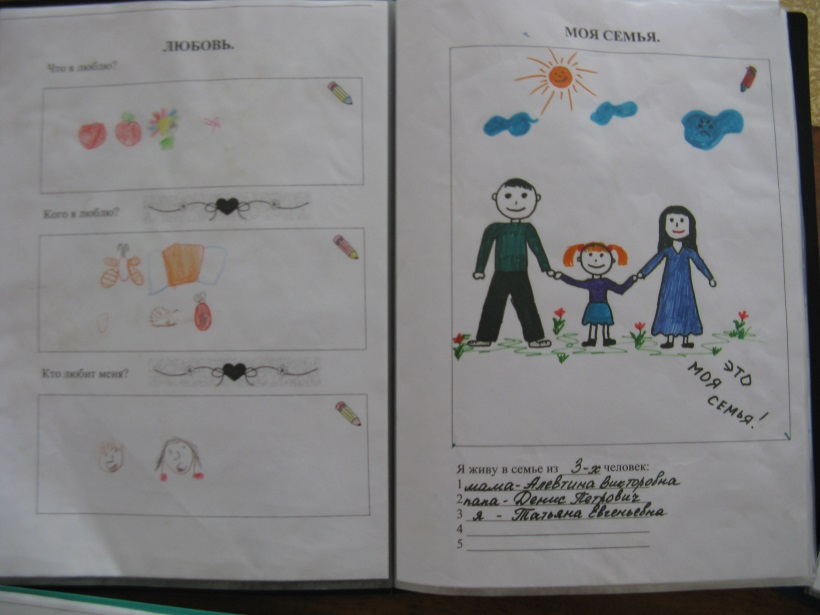 ЛЮБОВЬ.
Что я люблю?
Кого я люблю?
Кто любит меня?
МОЯ СЕМЬЯ.
ЭТО
МОЯ
СЕМЬЯ!
Я живу в семье из 3-х человек:
1 мама - Алевтина Викторовна
2 папа - Денис Петрович
3 я - Татьяна Евгеньевна
4
5